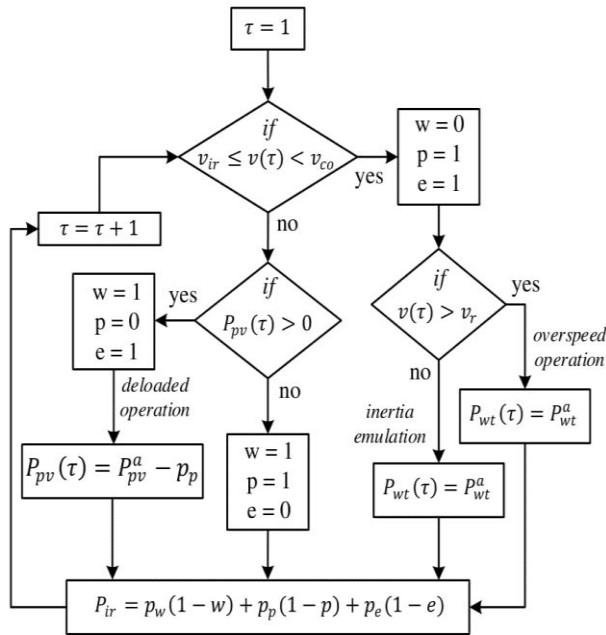 τ = 1
if
v_ir ≤ v(τ) < v_co
yes
no
w = 0
p = 1
e = 1
τ = τ + 1
if
P_pv(τ) > 0
yes
no
w = 1
p = 0
e = 1
deloaded
operation
P_pv(τ) = P_pv^a − p_p
w = 1
p = 1
e = 0
if
v(τ) > v_r
yes
no
overspeed
operation
P_wt(τ) = P_wt^a
inertia
emulation
P_wt(τ) = P_wt^a
P_ir = p_w(1 − w) + p_p(1 − p) + p_e(1 − e)